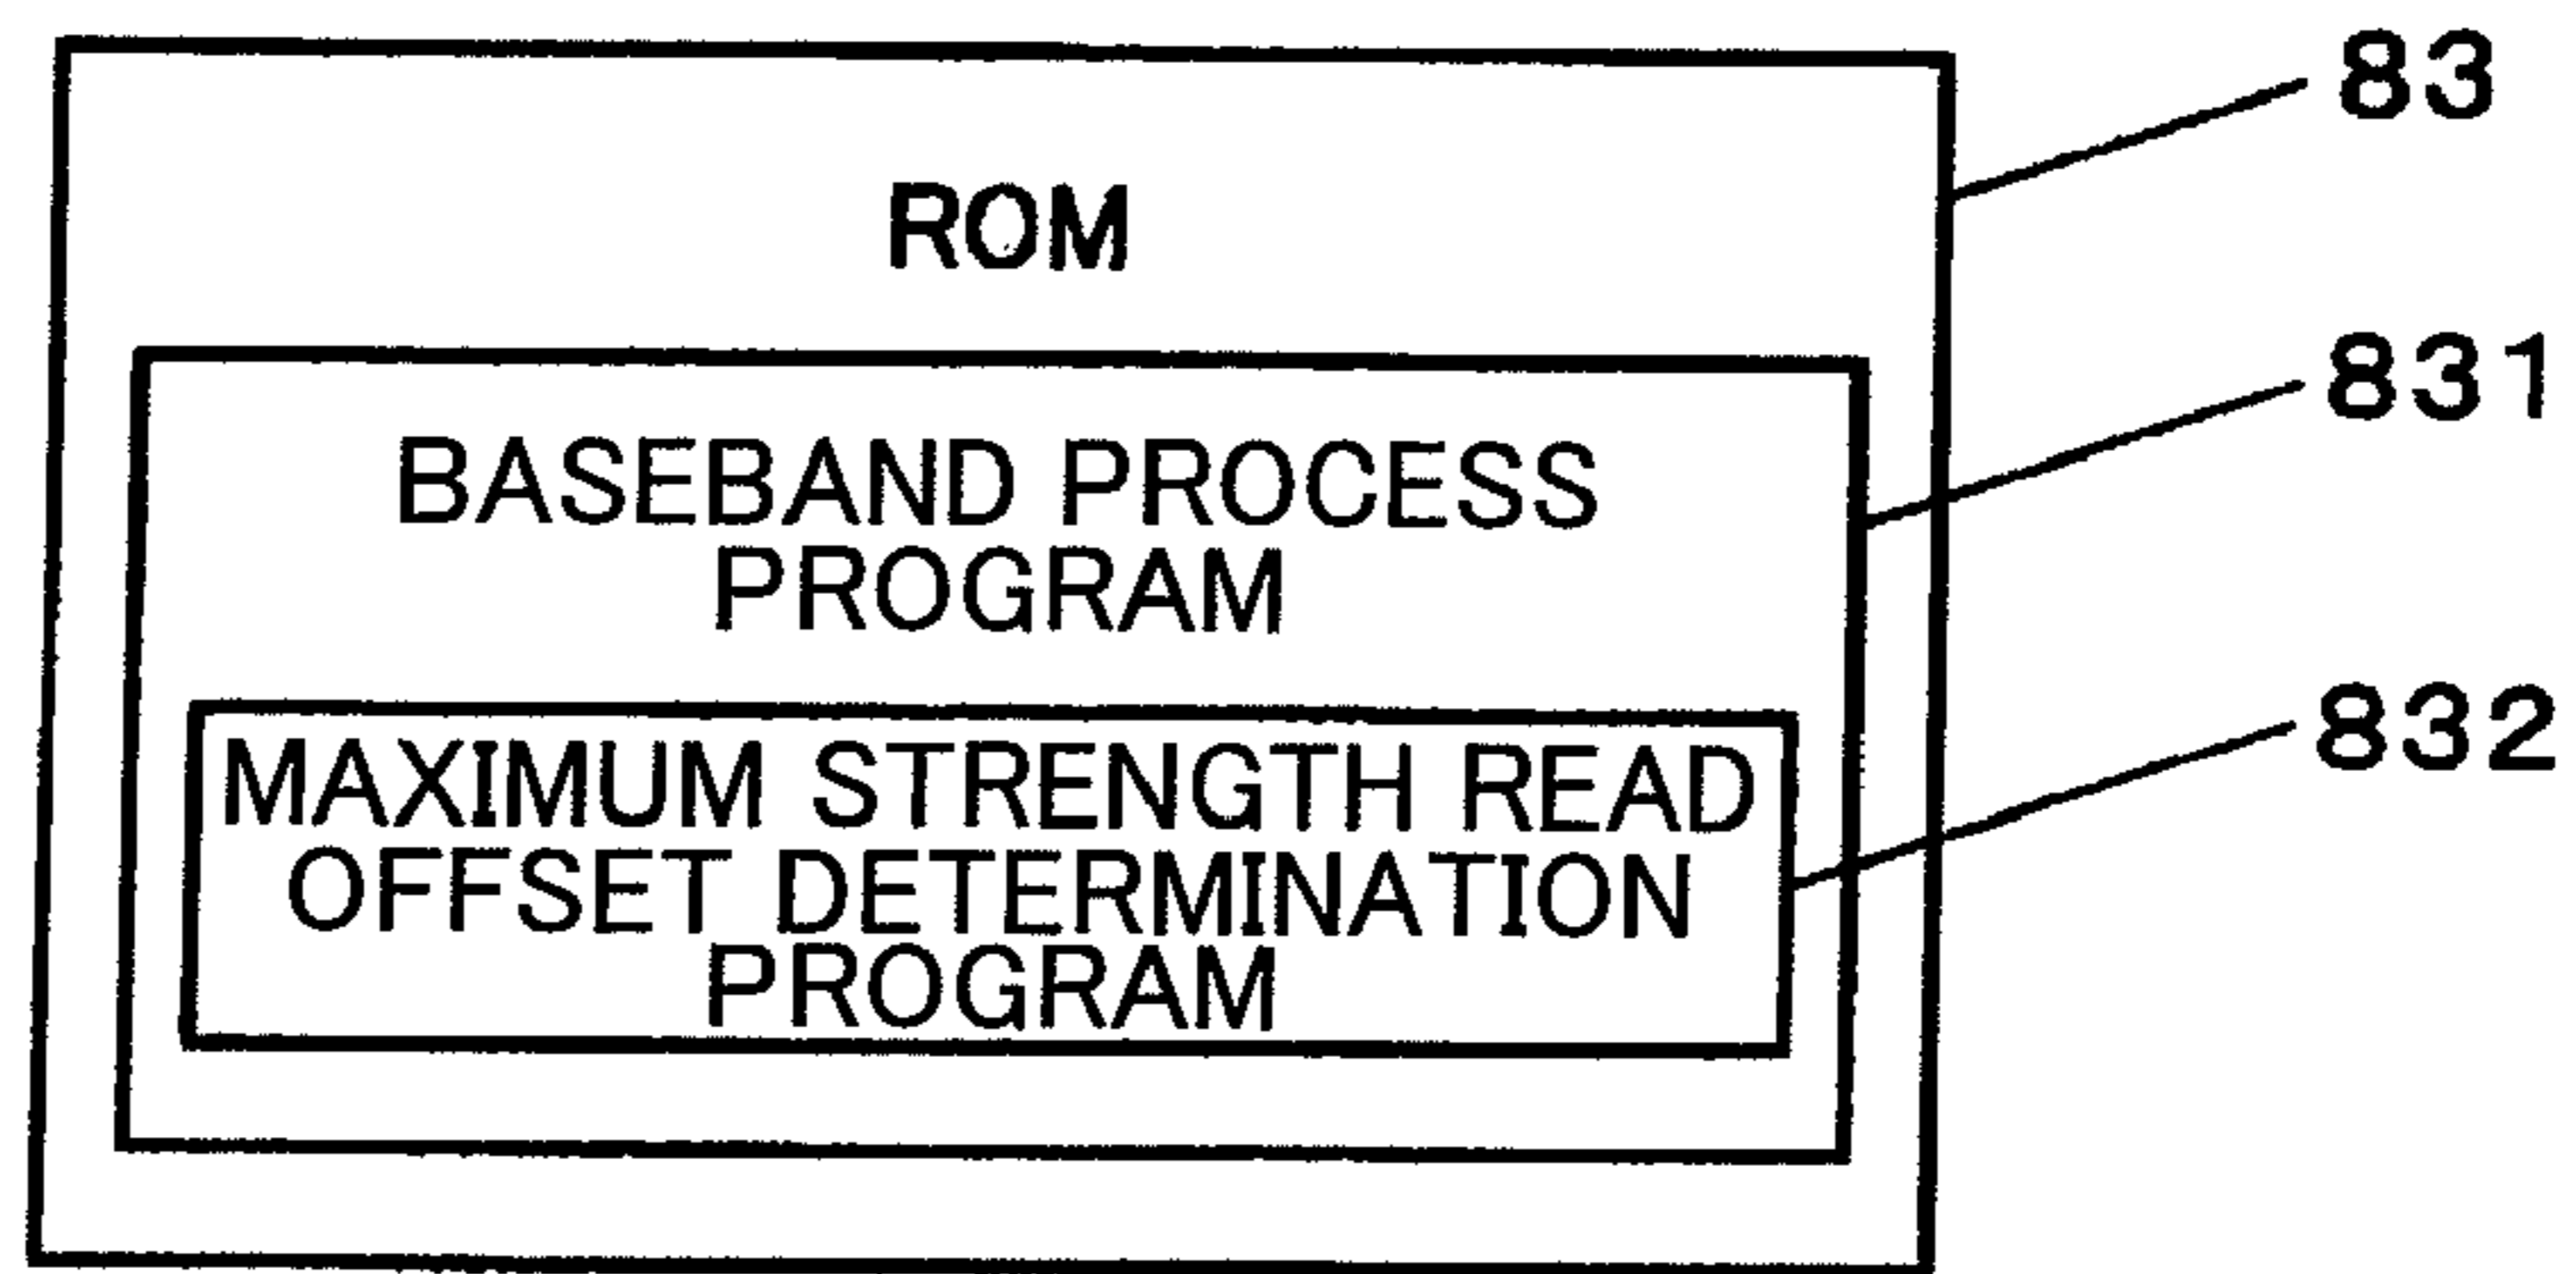 83
ROM
831
BASEBAND PROCESS
PROGRAM
832
MAXIMUM STRENGTH READ
OFFSET DETERMINATION
PROGRAM